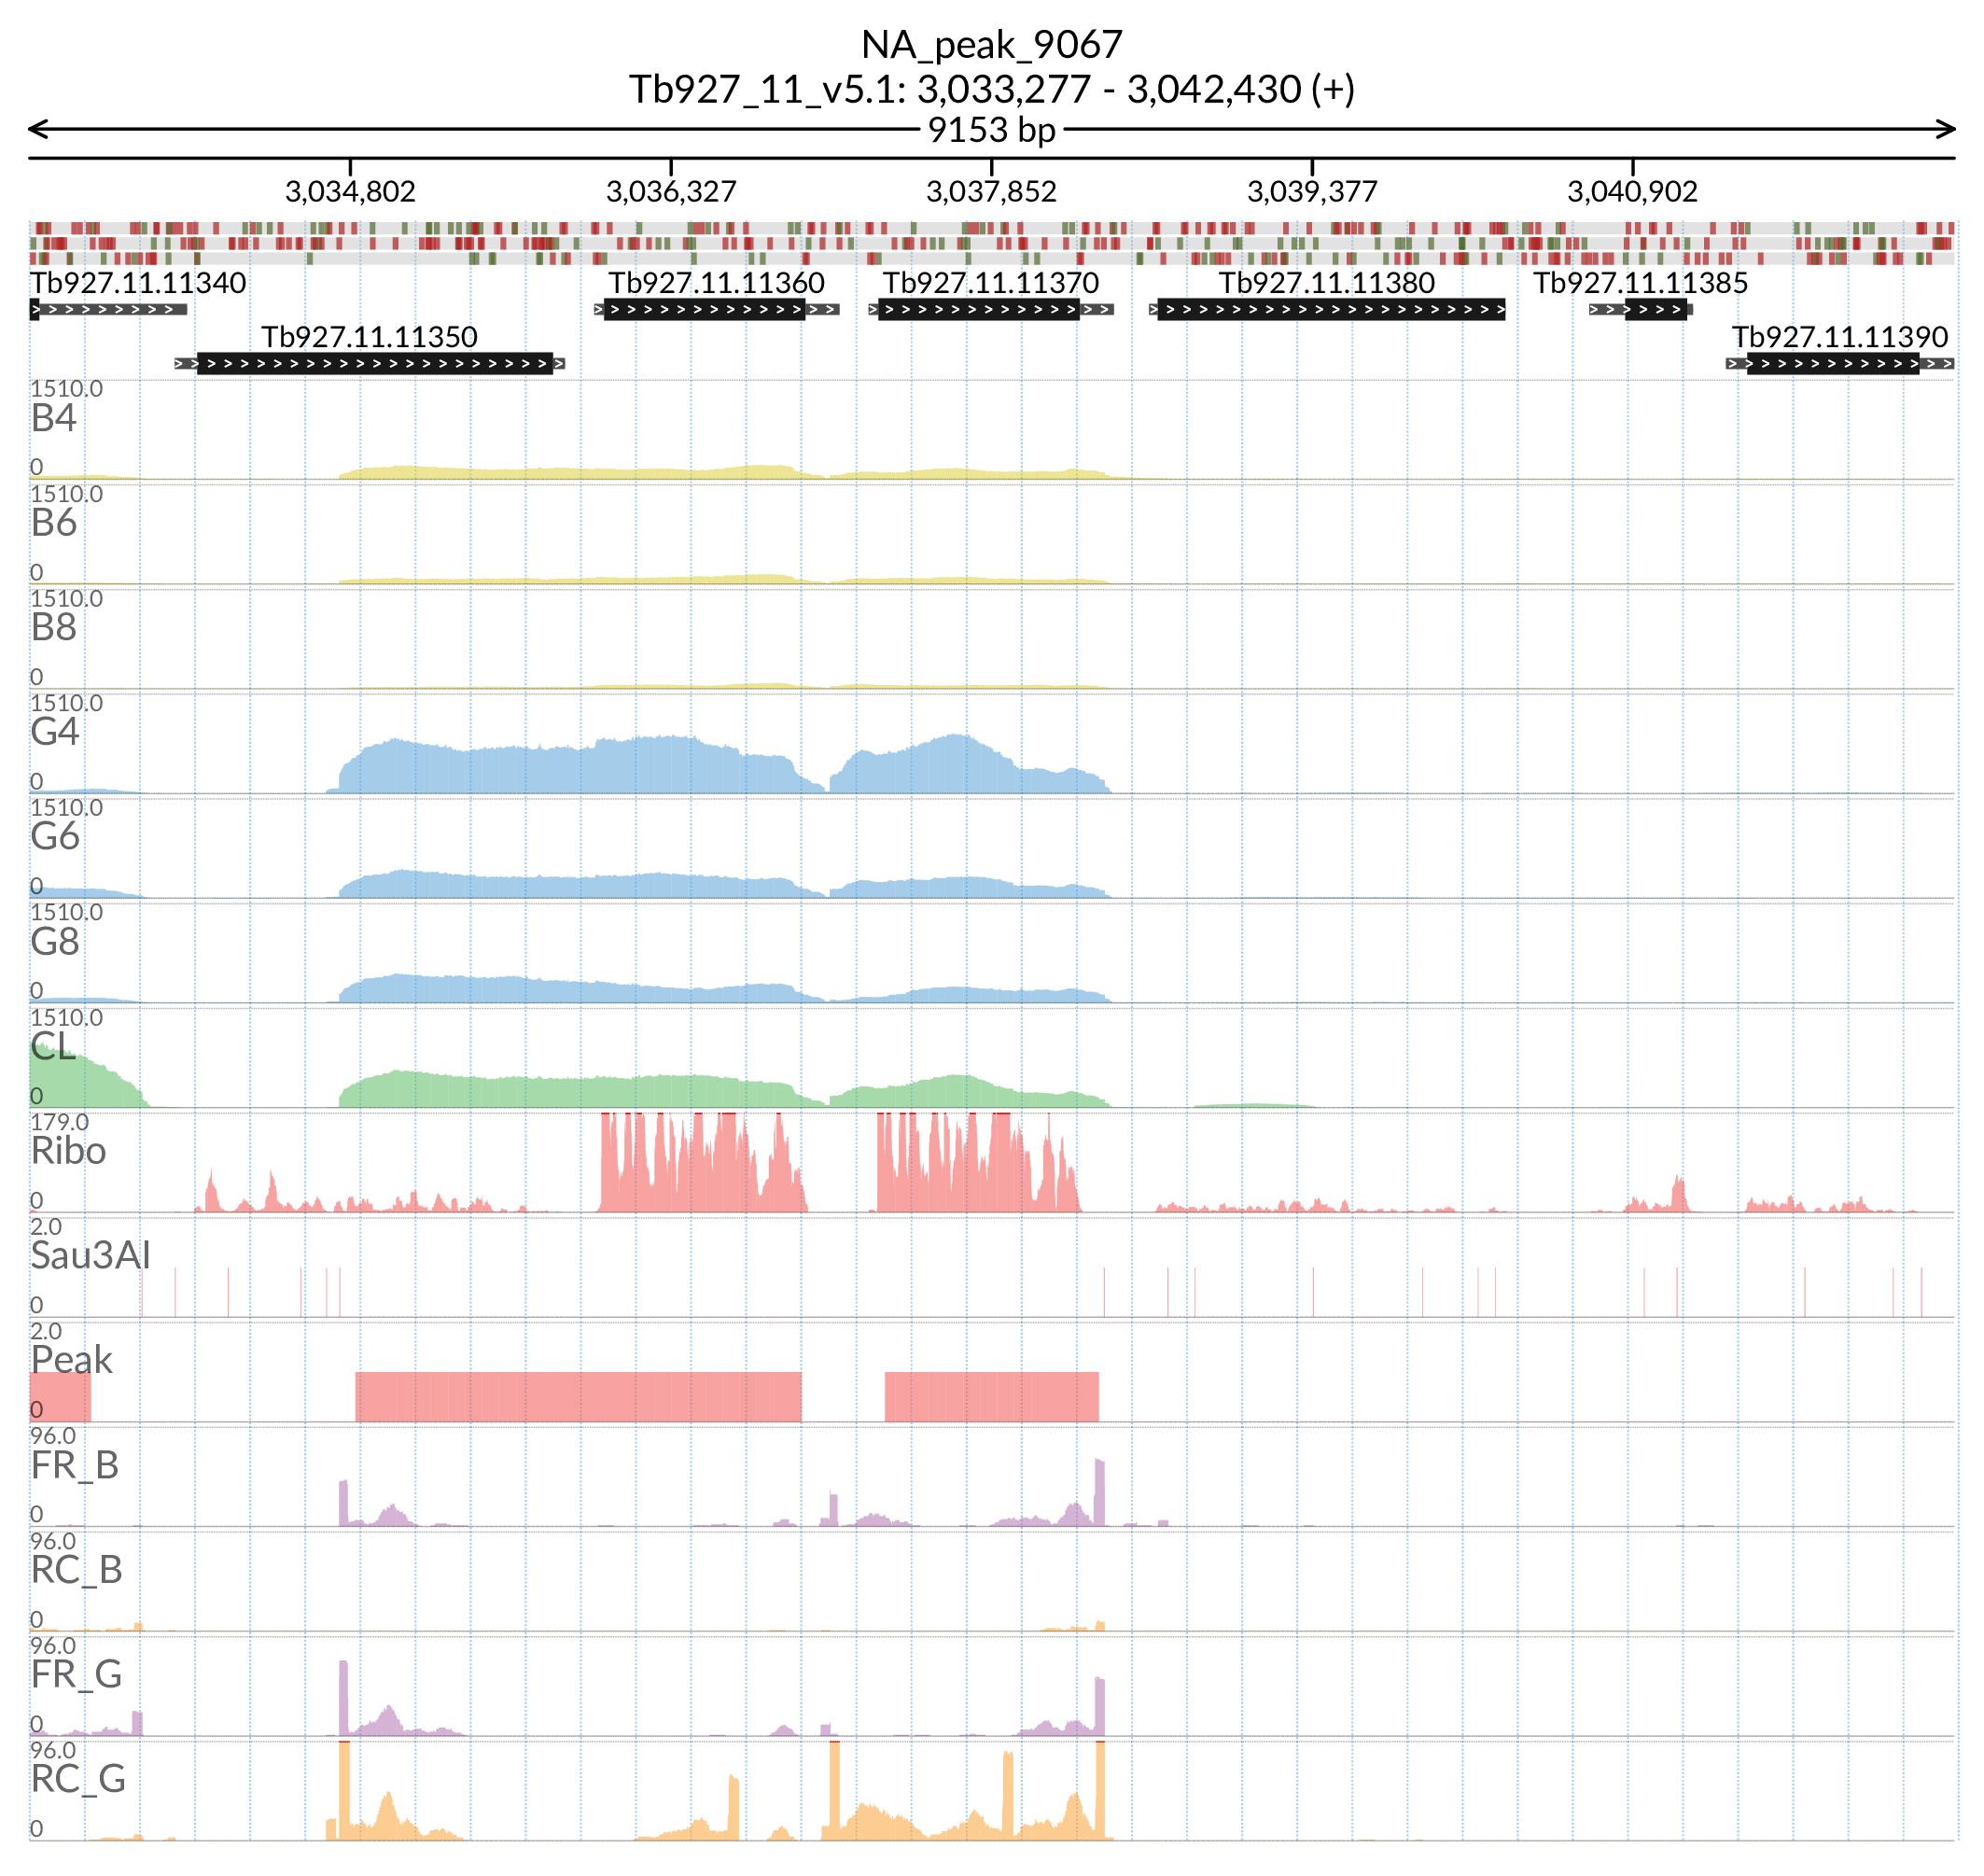 NA_peak_9067
Tb927_11_v5.1: 3,033,277 - 3,042,430 (+)
9153 bp
3,034,802 3,036,327 3,037,852 3,039,377 3,040,902
Tb927.11.11340 Tb927.11.11360 Tb927.11.11370 Tb927.11.11380 Tb927.11.11385
Tb927.11.11350 Tb927.11.11390
1510.0
B4
0
1510.0
B6
0
1510.0
B8
0
1510.0
G4
0
1510.0
G6
0
1510.0
G8
0
1510.0
CL
0
179.0
Ribo
0
2.0
Sau3AI
0
2.0
Peak
0
96.0
FR_B
0
96.0
RC_B
0
96.0
FR_G
0
96.0
RC_G
0